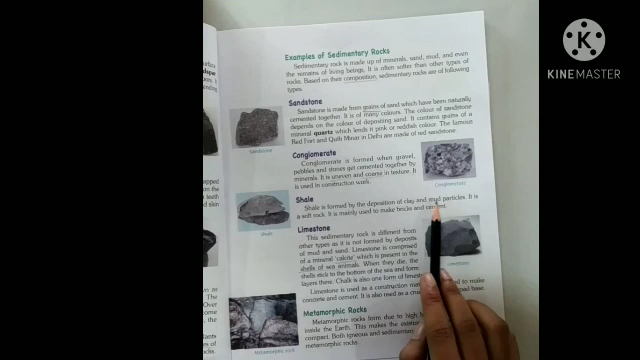 KINEMASTER
Examples of Sedimentary Rocks
Sedimentary rock is made up of minerals, sand, mud, and even
the remains of living beings. It is often softer than other types of
rocks. Based on their composition, sedimentary rocks are of following
types.
Sandstone
Sandstone is made from grains of sand which have been naturally
cemented together. It is of many colours. The colour of sandstone
depends on the colour of depositing sand. It contains grains of a
mineral quartz which lends it pink or reddish colour. The famous
Red Fort and Qutb Minar in Delhi are made of red sandstone.
Sandstone
Conglomerate
Conglomerate is formed when gravel,
pebbles and stones get cemented together by
minerals. It is uneven and coarse in texture. It
is used in construction work.
Conglomerate
Shale
Shale is formed by the deposition of clay and mud particles. It is
a soft rock. It is mainly used to make bricks and cement.
Shale
Limestone
This sedimentary rock is different from
other types as it is not formed by deposits
of mud and sand. Limestone is comprised
of a mineral 'calcite' which is present in the
shells of sea animals. When they die, the
shells stick to the bottom of the sea and form
layers there. Chalk is also one form of limestone
Limestone is used as a construction to make
concrete and cement. It is also used as a base.
Limestone
Metamorphic Rocks
Metamorphic rocks form due to high
inside the Earth. This makes the
compact. Both igneous and sedimentary
metamorphic rocks.
Metamorphic rock